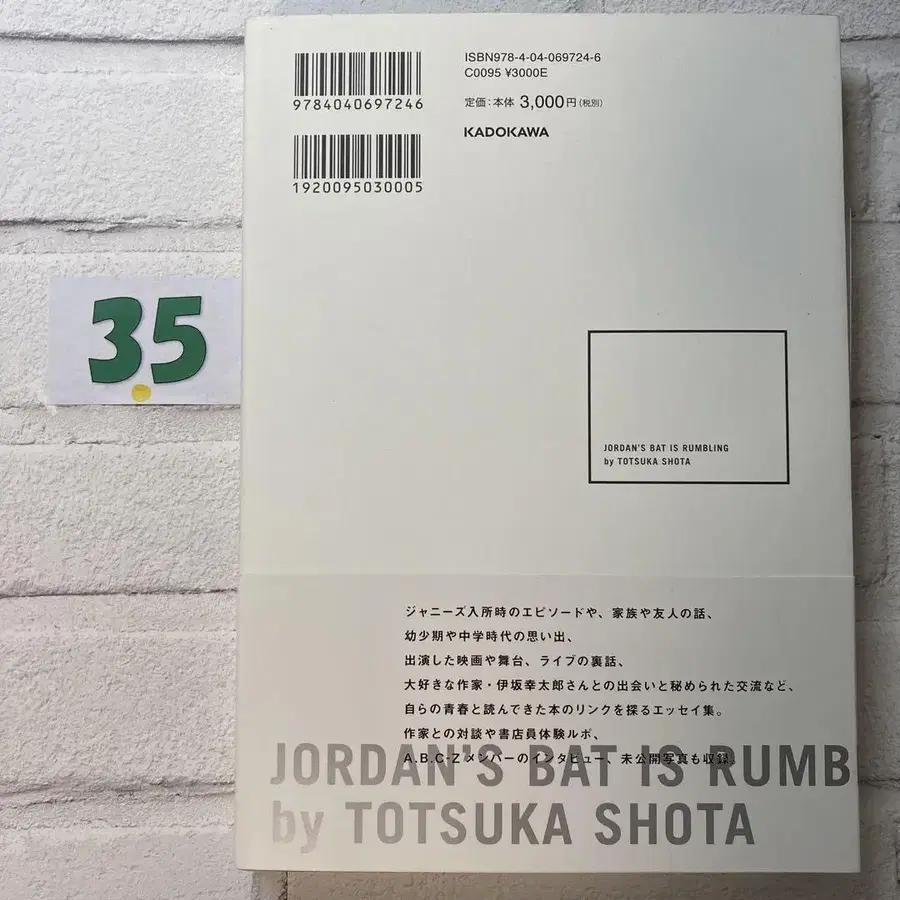 ISBN978-4-04-069724-6
C0095 ¥3000E
定価：本体 3,000円（税別）
KADOKAWA
9784040697246
1920095030005
35
JORDAN'S BAT IS RUMBLING
by TOTSUKA SHOTA
ジャニーズ入所時のエピソードや、家族や友人の話、
幼少期や中学時代の思い出、
出演した映画や舞台、ライブの裏話、
大好きな作家・伊坂幸太郎さんとの出会いと秘められた交流など、
自らの青春と読んできた本のリンクを探るエッセイ集。
作家との対談や書店員体験ルポ、
A.B.C-Zメンバーのインタビュー、未公開写真も収録。
JORDAN'S BAT IS RUMB
by TOTSUKA SHOTA